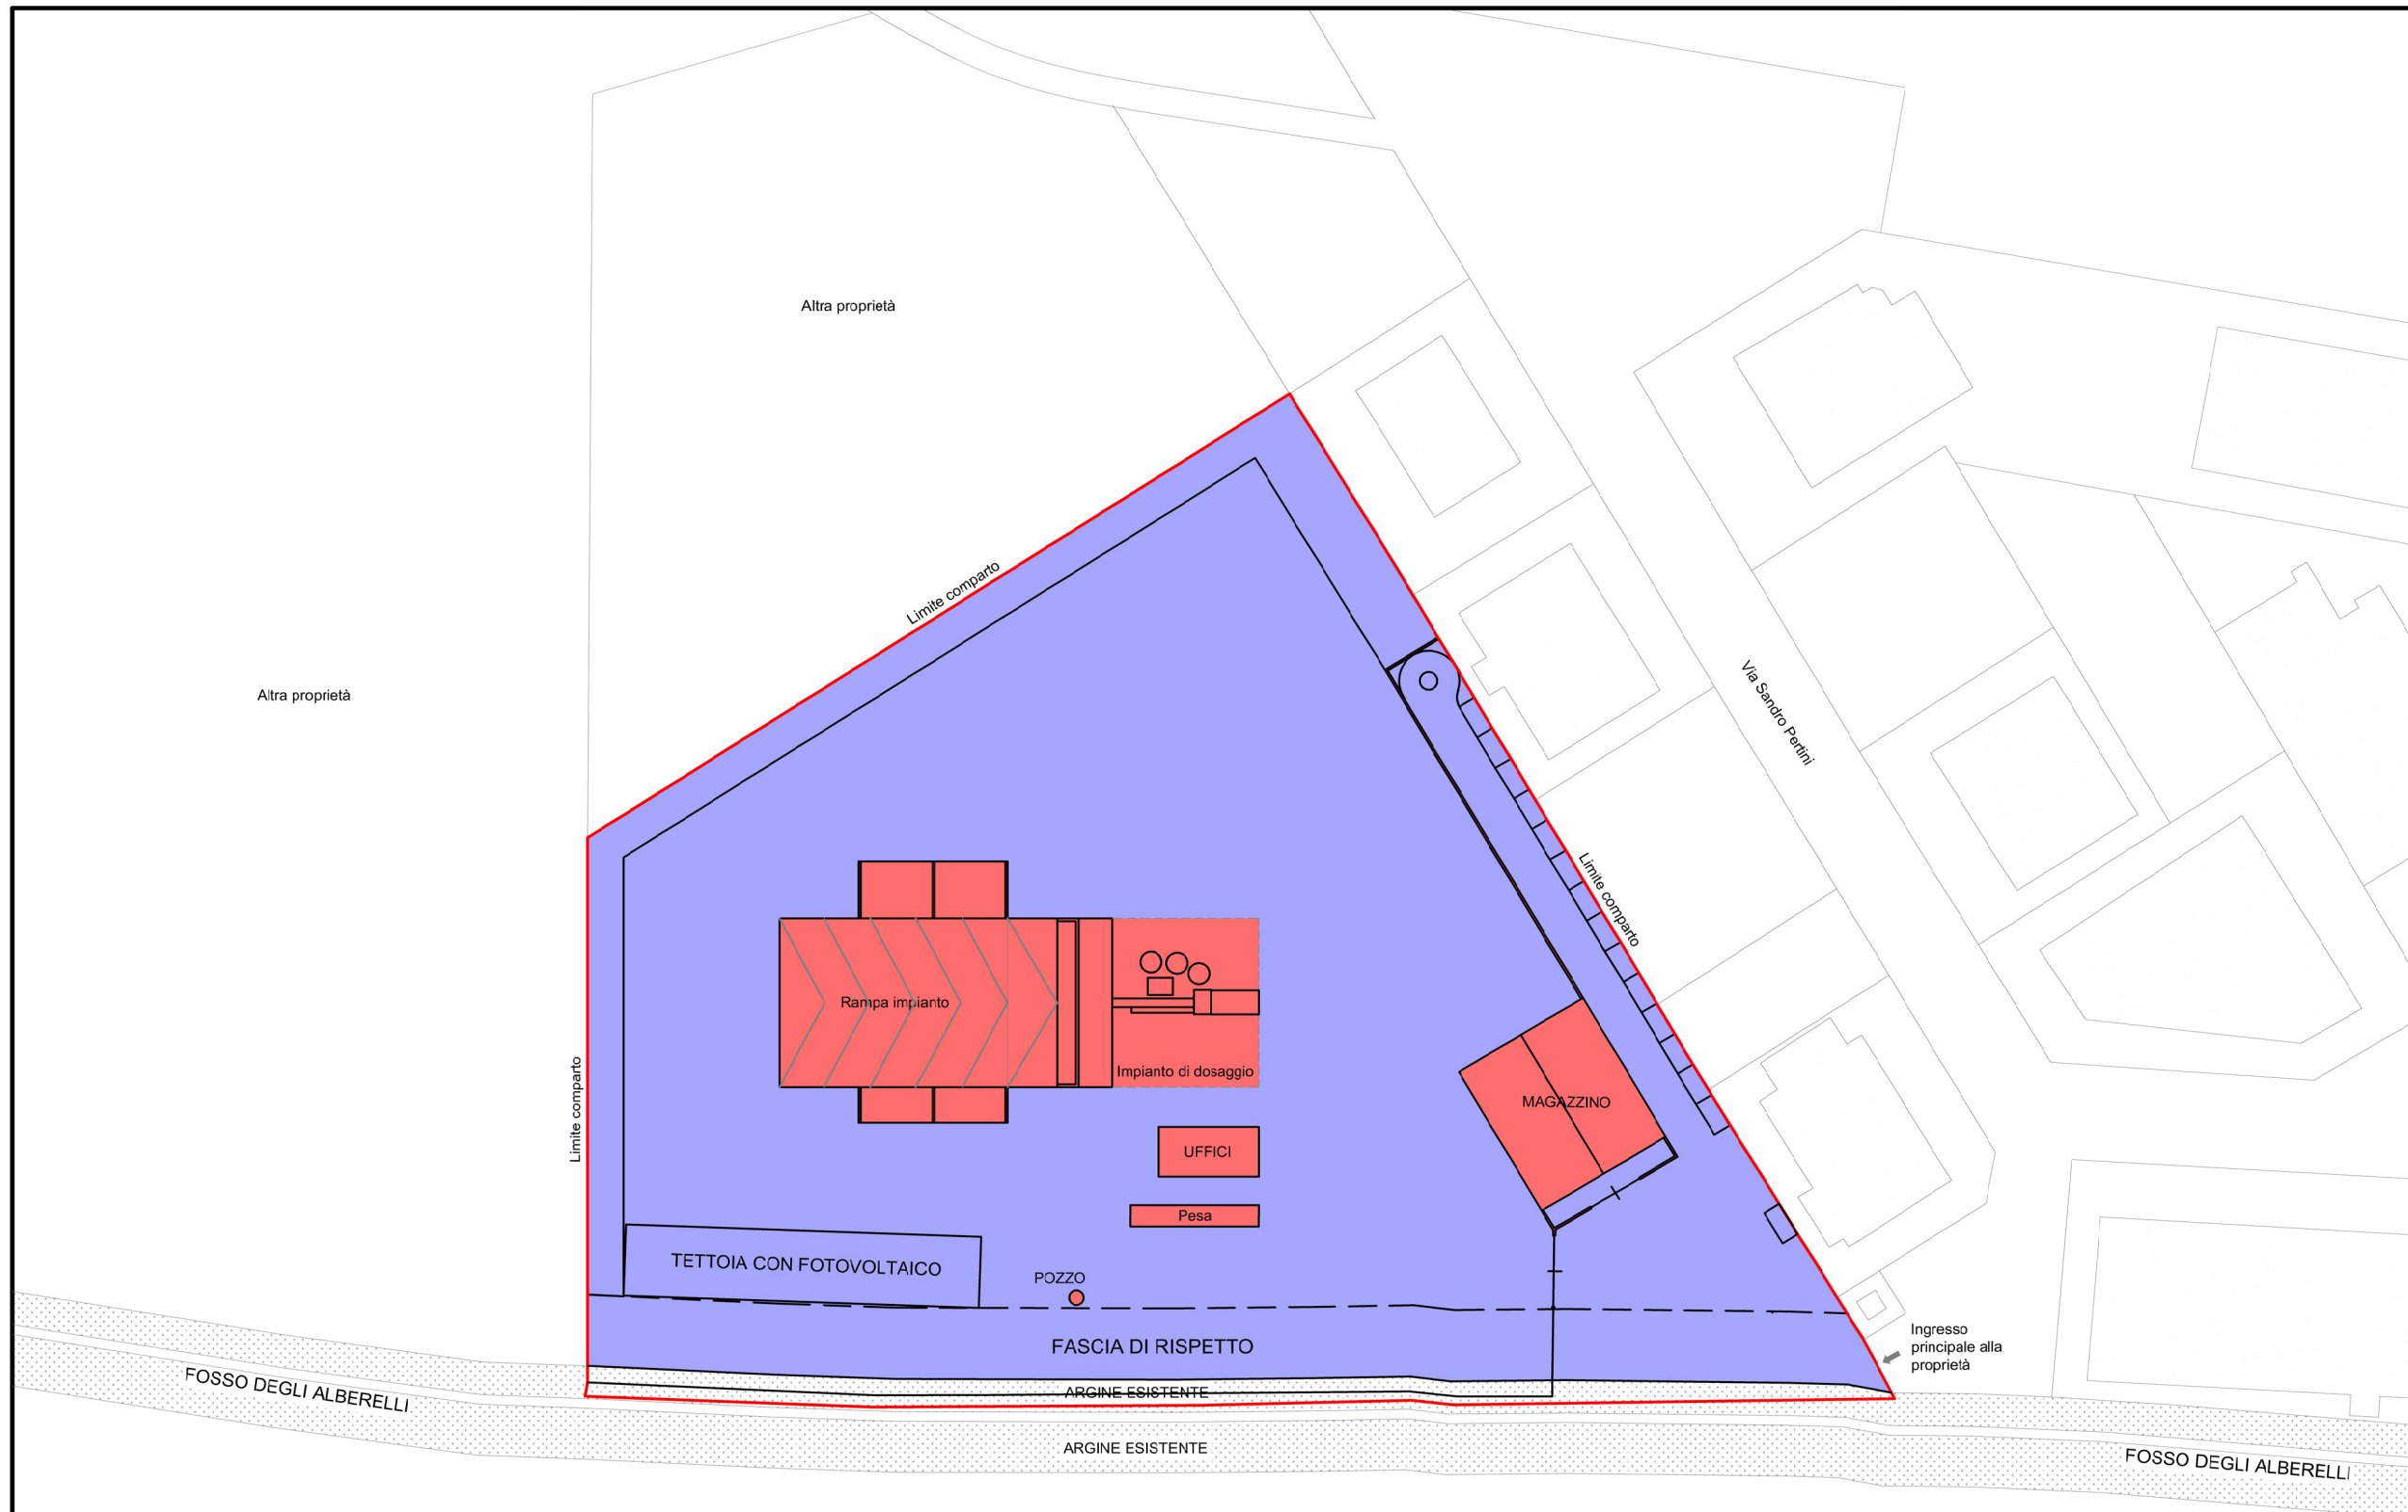 Altra proprietà
Limite comparto
Altra proprietà
Via Sandro Pertini
Limite comparto
Rampa impianto
Impianto di dosaggio
MAGAZZINO
Limite comparto
UFFICI
Pesa
TETTOIA CON FOTOVOLTAICO
POZZO
FASCIA DI RISPETTO
Ingresso
principale alla
proprietà
FOSSO DEGLI ALBERELLI
ARGINE ESISTENTE
ARGINE ESISTENTE
FOSSO DEGLI ALBERELLI